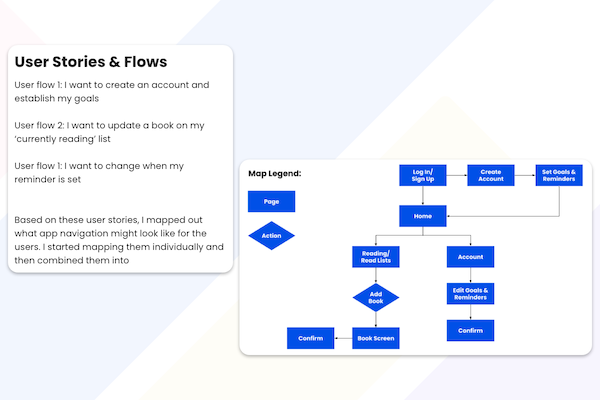 User Stories & Flows
User flow 1: I want to create an account and
establish my goals
User flow 2: I want to update a book on my
‘currently reading’ list
User flow 1: I want to change when my
reminder is set
Based on these user stories, I mapped out
what app navigation might look like for the
users. I started mapping them individually and
then combined them into
Map Legend:
Page
Action
Log In/
Sign Up
Create
Account
Set Goals &
Reminders
Home
Reading/
Read Lists
Account
Add
Book
Edit Goals &
Reminders
Confirm
Book Screen
Confirm